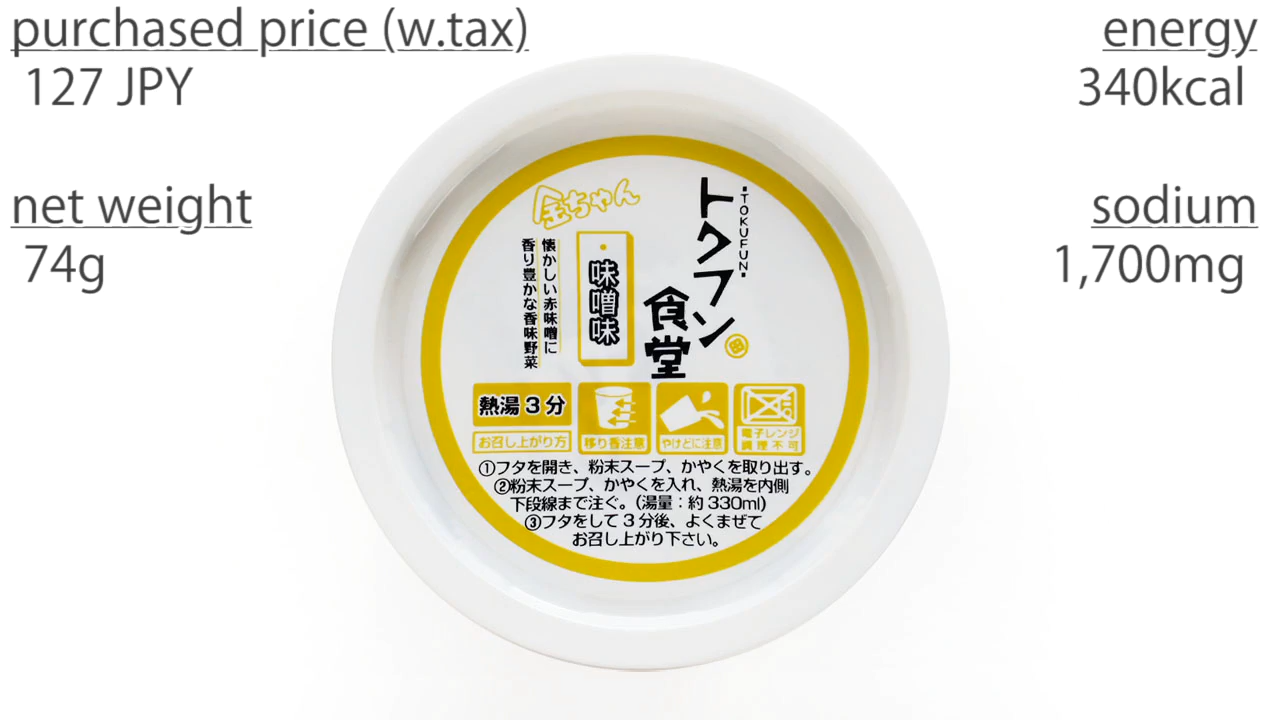 purchased price (w.tax)
127 JPY
net weight
74g
energy
340kcal
sodium
1,700mg
トクフン
TOKUFUN
食堂
金ちゃん
味噌味
懐かしい赤味噌に
香り豊かな香味野菜
熱湯3分
お召し上がり方
移り香注意
やけどに注意
電子レンジ
調理不可
①フタを開き、粉末スープ、かやくを取り出す。
②粉末スープ、かやくを入れ、熱湯を内側
下段線まで注ぐ。(湯量:約330ml)
③フタをして3分後、よくまぜて
お召し上がり下さい。